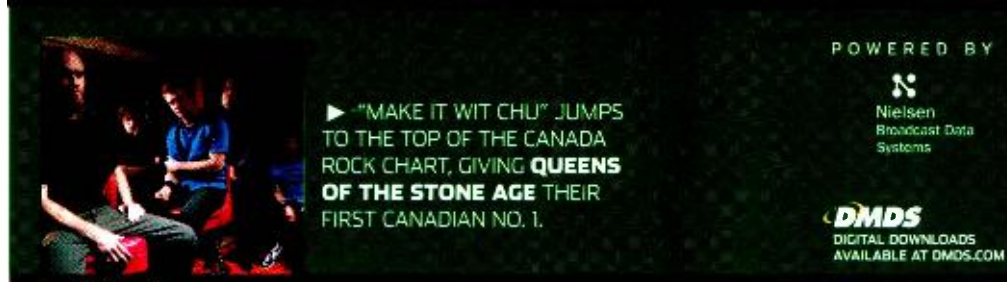 ▶ "MAKE IT WIT CHU" JUMPS
TO THE TOP OF THE CANADA
ROCK CHART, GIVING QUEENS
OF THE STONE AGE THEIR
FIRST CANADIAN NO. 1.
POWERED BY
Nielsen
Broadcast Data
Systems
DMDS
DIGITAL DOWNLOADS
AVAILABLE AT DMDS.COM